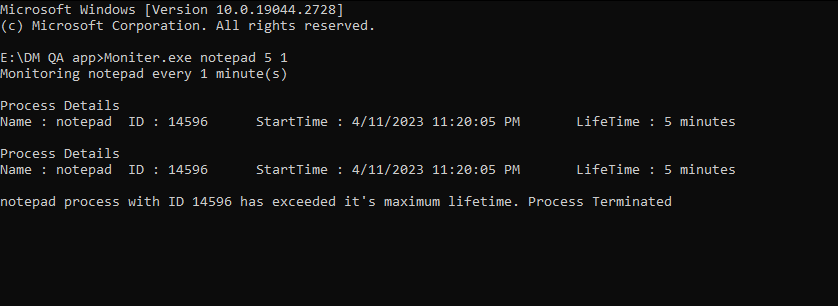 Microsoft Windows [Version 10.0.19044.2728]
(c) Microsoft Corporation. All rights reserved.
E:\DM QA app>Moniter.exe notepad 5 1
Monitoring notepad every 1 minute(s)
Process Details
Name : notepad  ID : 14596      StartTime : 4/11/2023 11:20:05 PM       LifeTime : 5 minutes
Process Details
Name : notepad  ID : 14596      StartTime : 4/11/2023 11:20:05 PM       LifeTime : 5 minutes
notepad process with ID 14596 has exceeded it's maximum lifetime. Process Terminated